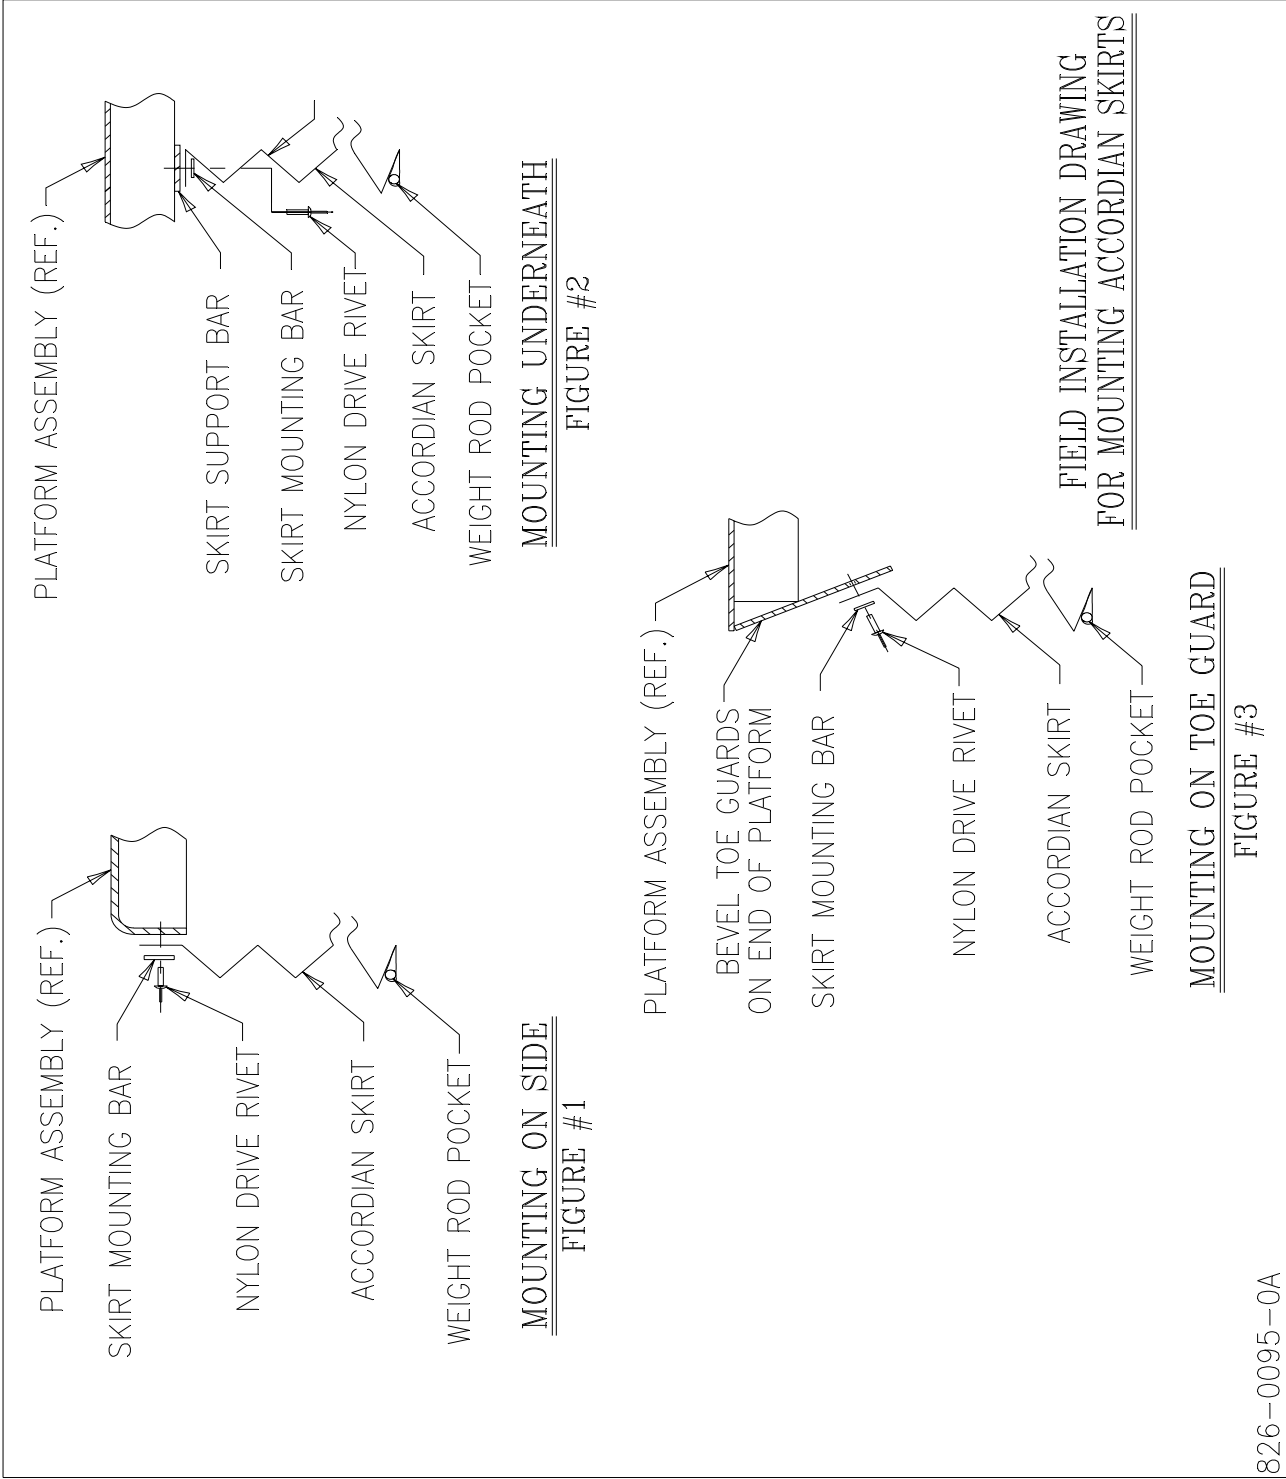 PLATFORM ASSEMBLY (REF.)
SKIRT MOUNTING BAR
NYLON DRIVE RIVET
ACCORDIAN SKIRT
WEIGHT ROD POCKET
MOUNTING ON SIDE
FIGURE #1
PLATFORM ASSEMBLY (REF.)
SKIRT SUPPORT BAR
SKIRT MOUNTING BAR
NYLON DRIVE RIVET
ACCORDIAN SKIRT
WEIGHT ROD POCKET
MOUNTING UNDERNEATH
FIGURE #2
PLATFORM ASSEMBLY (REF.)
BEVEL TOE GUARDS
ON END OF PLATFORM
SKIRT MOUNTING BAR
NYLON DRIVE RIVET
ACCORDIAN SKIRT
WEIGHT ROD POCKET
MOUNTING ON TOE GUARD
FIGURE #3
FIELD INSTALLATION DRAWING
FOR MOUNTING ACCORDIAN SKIRTS
826-0095-0A